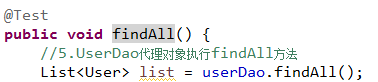 @Test
public void findAll() {
//5.UserDao代理对象执行findAll方法
List<User> list = userDao.findAll();